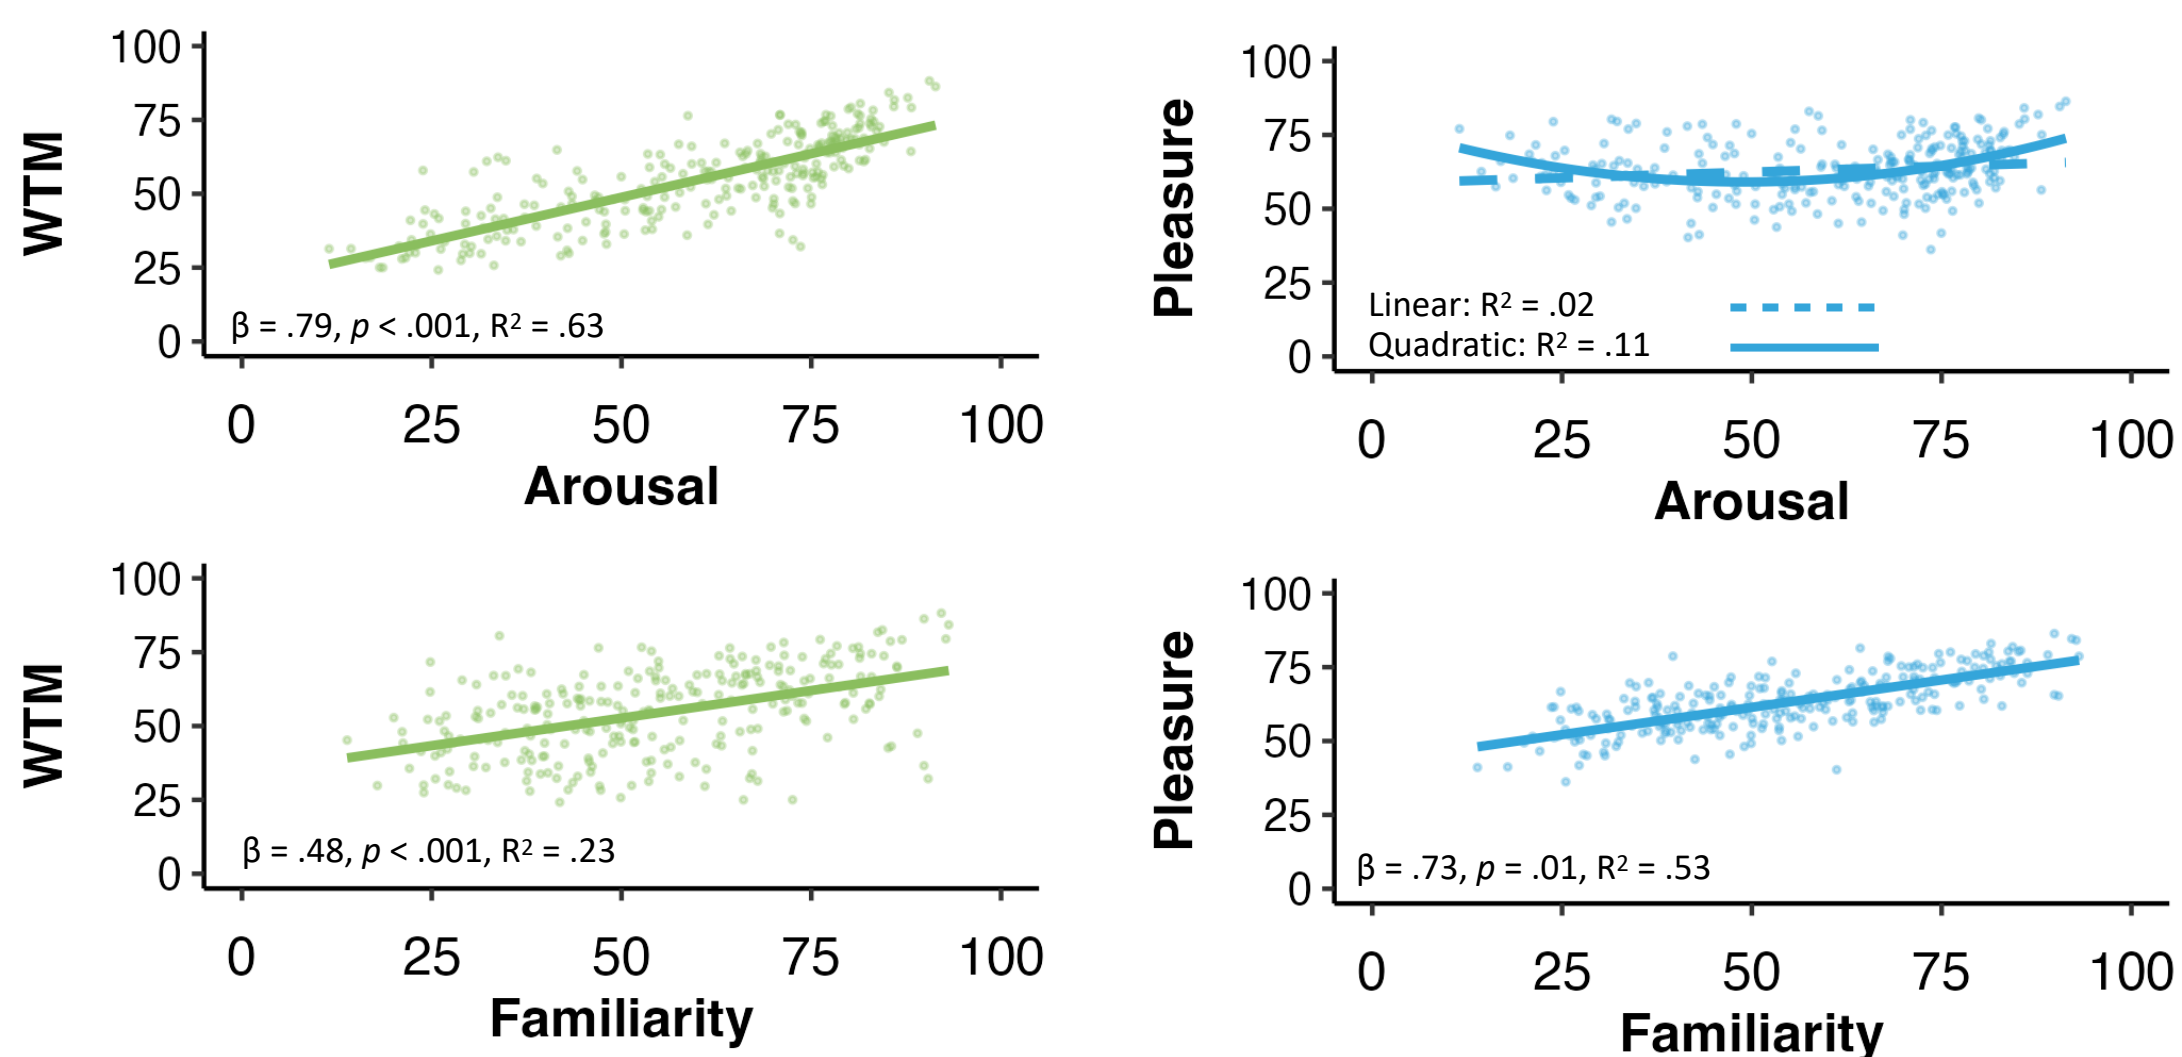 WTM
100
75
50
25
0
β = .79, p < .001, R² = .63
0 25 50 75 100
Arousal
Pleasure
100
75
50
25
0
Linear: R² = .02
Quadratic: R² = .11
0 25 50 75 100
Arousal
WTM
100
75
50
25
0
β = .48, p < .001, R² = .23
0 25 50 75 100
Familiarity
Pleasure
100
75
50
25
0
β = .73, p = .01, R² = .53
0 25 50 75 100
Familiarity